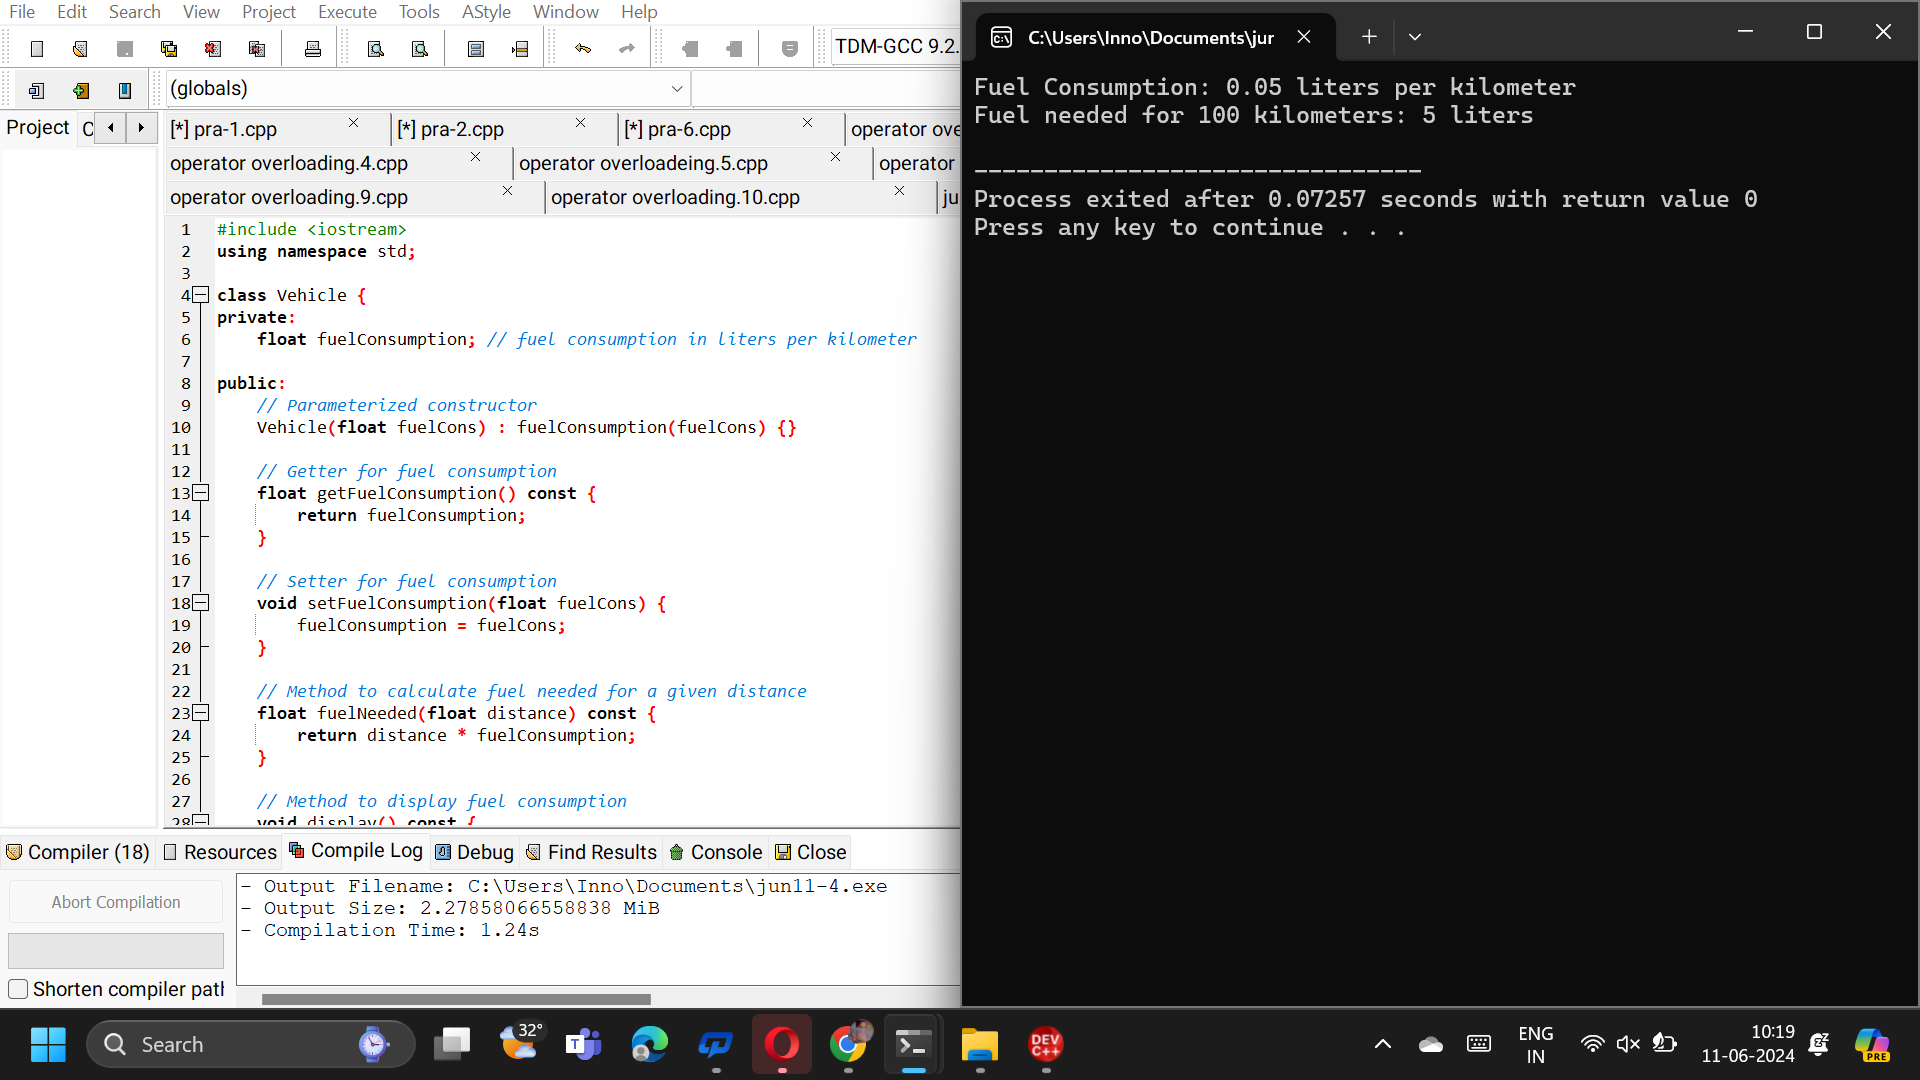 File Edit Search View Project Execute Tools AStyle Window Help
TDM-GCC 9.2.
(globals)
Project C
[*] pra-1.cpp [*] pra-2.cpp [*] pra-6.cpp operator ove
operator overloading.4.cpp operator overloadeing.5.cpp operator
operator overloading.9.cpp operator overloading.10.cpp ju
1 #include <iostream>
2 using namespace std;
3
4 class Vehicle {
5 private:
6 float fuelConsumption; // fuel consumption in liters per kilometer
7
8 public:
9 // Parameterized constructor
10 Vehicle(float fuelCons) : fuelConsumption(fuelCons) {}
11
12 // Getter for fuel consumption
13 float getFuelConsumption() const {
14 return fuelConsumption;
15 }
16
17 // Setter for fuel consumption
18 void setFuelConsumption(float fuelCons) {
19 fuelConsumption = fuelCons;
20 }
21
22 // Method to calculate fuel needed for a given distance
23 float fuelNeeded(float distance) const {
24 return distance * fuelConsumption;
25 }
26
27 // Method to display fuel consumption
28 void display() const {
Compiler (18) Resources Compile Log Debug Find Results Console Close
Abort Compilation
Shorten compiler path
- Output Filename: C:\Users\Inno\Documents\jun11-4.exe
- Output Size: 2.27858066558838 MiB
- Compilation Time: 1.24s
C:\Users\Inno\Documents\jur
Fuel Consumption: 0.05 liters per kilometer
Fuel needed for 100 kilometers: 5 liters
--------------------------------
Process exited after 0.07257 seconds with return value 0
Press any key to continue . . .
Search
32°
T
DEV
C++
ENG
IN
10:19
11-06-2024
PRE